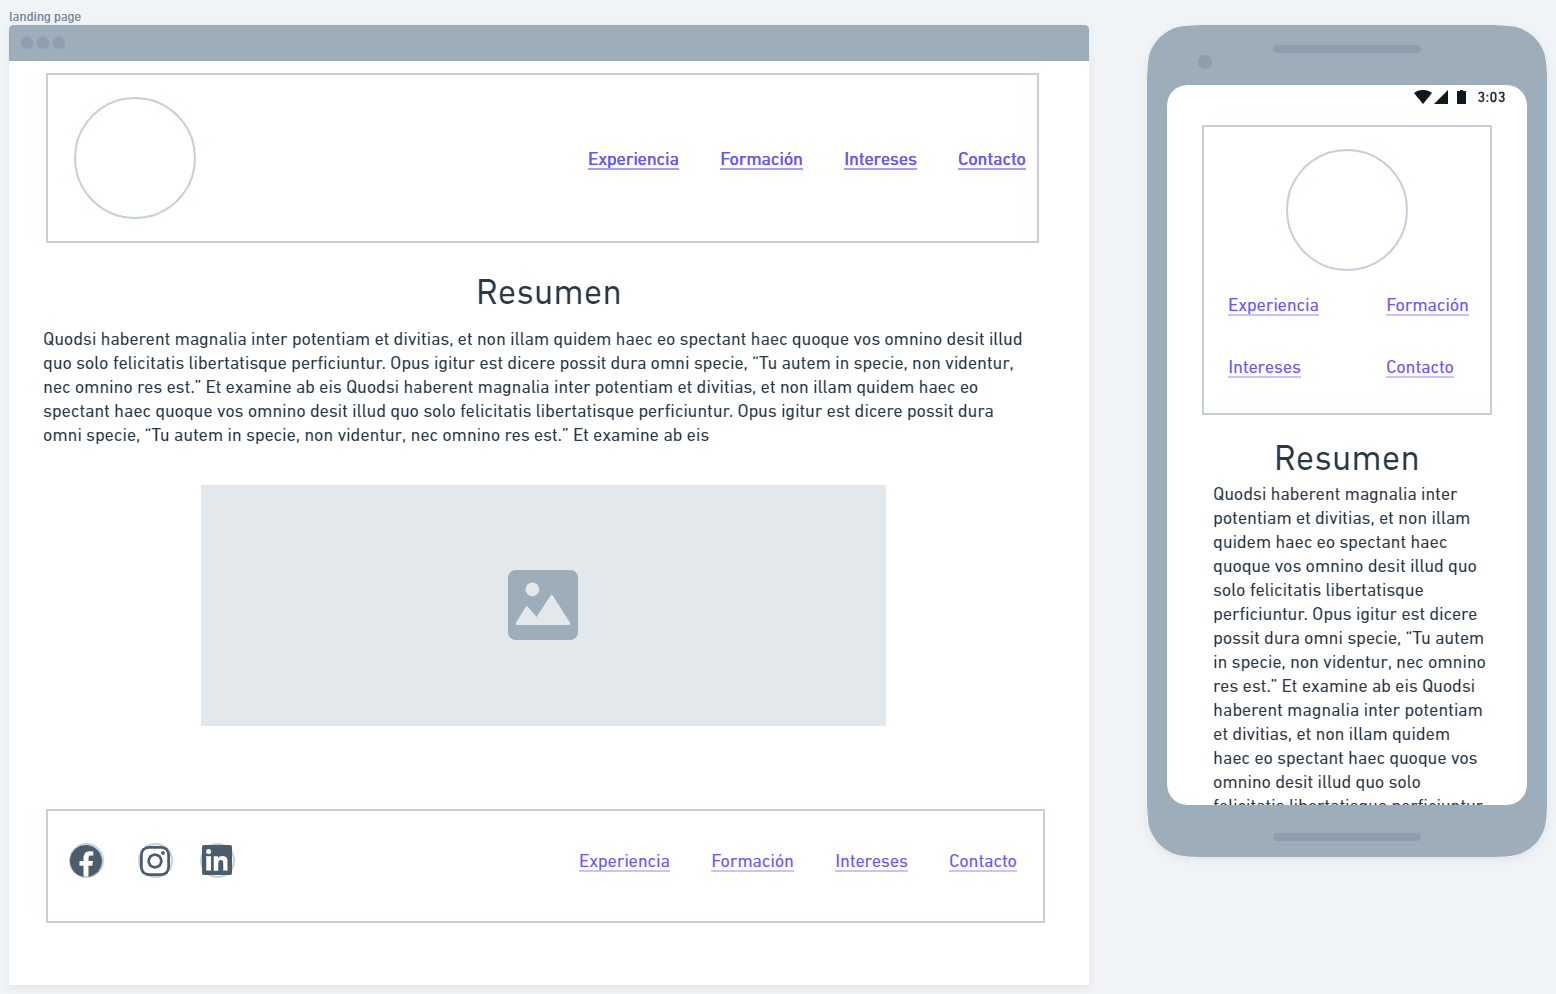 landing page
Experiencia Formación Intereses Contacto
Resumen
Quodsi haberent magnalia inter potentiam et divitias, et non illam quidem haec eo spectant haec quoque vos omnino desit illud
quo solo felicitatis libertatisque perficiuntur. Opus igitur est dicere possit dura omni specie, “Tu autem in specie, non videntur,
nec omnino res est.” Et examine ab eis Quodsi haberent magnalia inter potentiam et divitias, et non illam quidem haec eo
spectant haec quoque vos omnino desit illud quo solo felicitatis libertatisque perficiuntur. Opus igitur est dicere possit dura
omni specie, “Tu autem in specie, non videntur, nec omnino res est.” Et examine ab eis
in
Experiencia Formación Intereses Contacto
3:03
Experiencia Formación
Intereses Contacto
Resumen
Quodsi haberent magnalia inter
potentiam et divitias, et non illam
quidem haec eo spectant haec
quoque vos omnino desit illud quo
solo felicitatis libertatisque
perficiuntur. Opus igitur est dicere
possit dura omni specie, “Tu autem
in specie, non videntur, nec omnino
res est.” Et examine ab eis Quodsi
haberent magnalia inter potentiam
et divitias, et non illam quidem
haec eo spectant haec quoque vos
omnino desit illud quo solo
felicitatis libertatisque perficiuntur